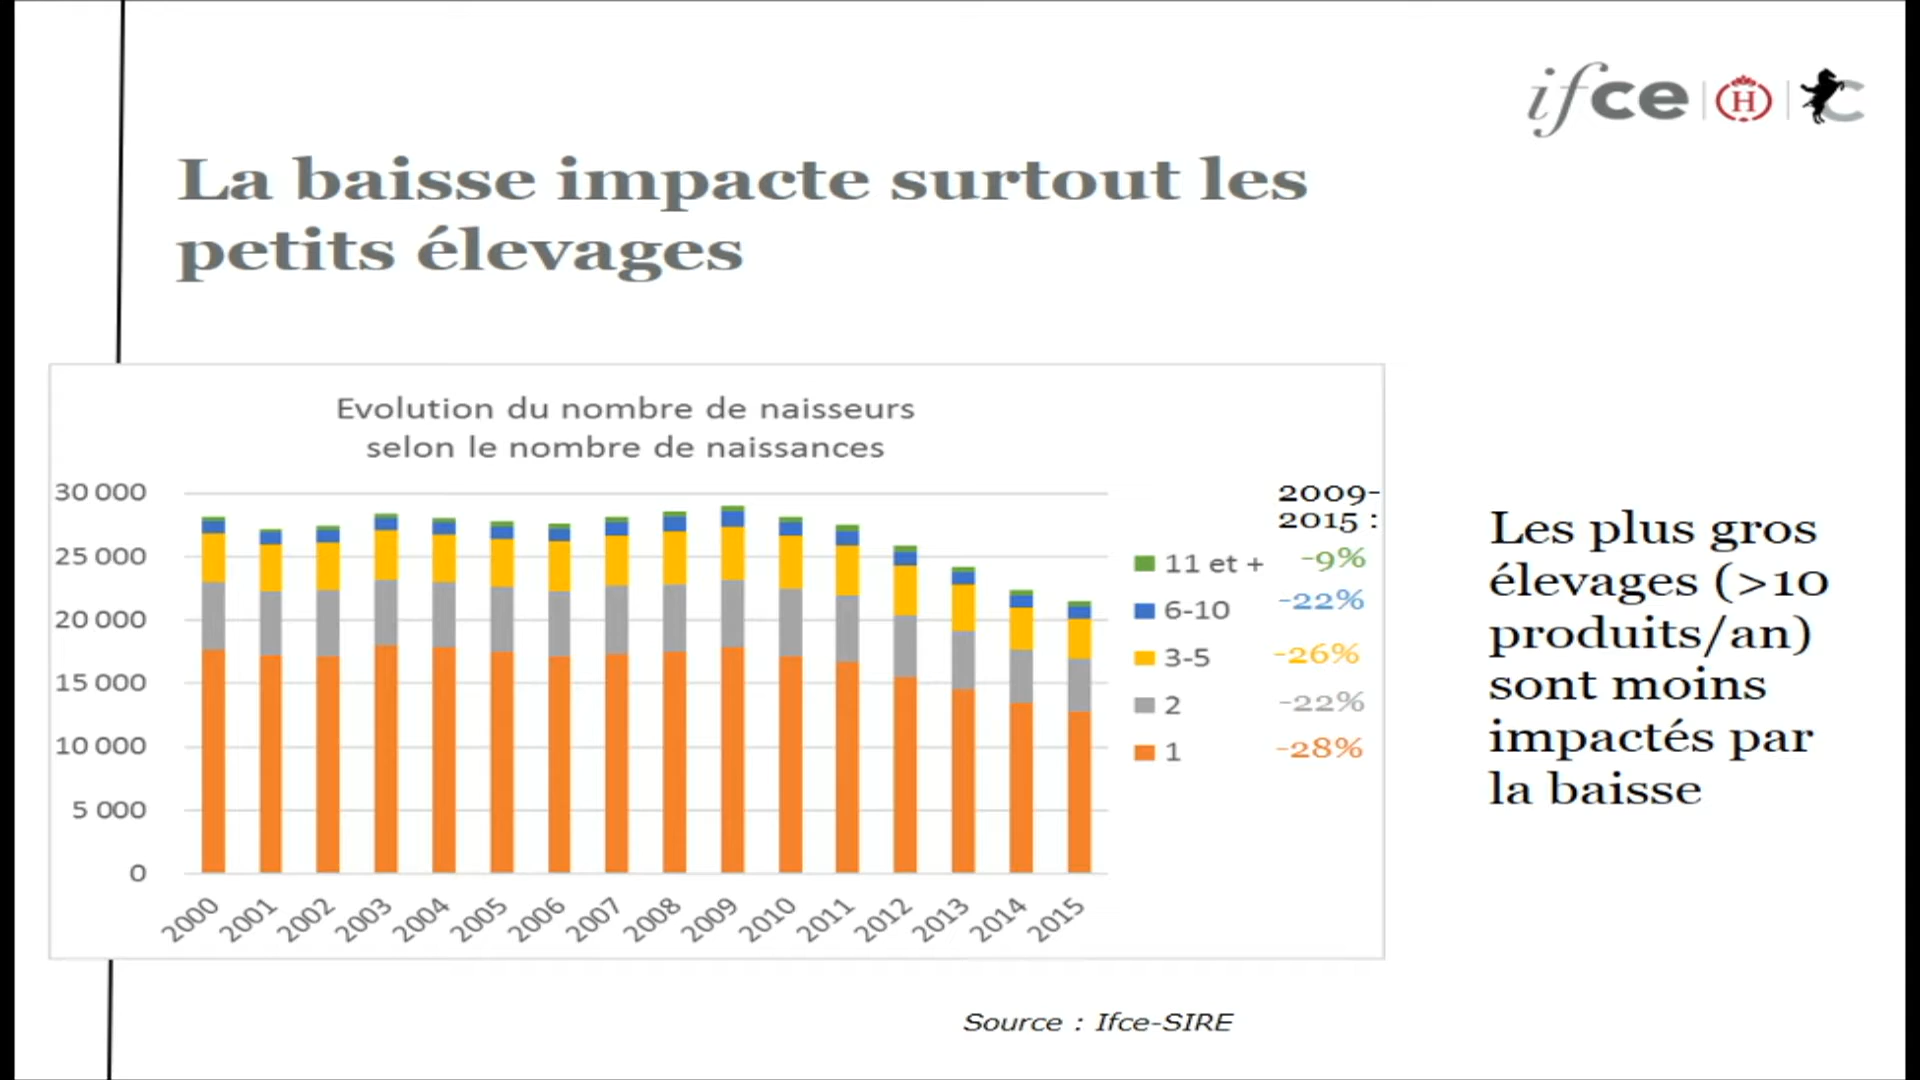 ifce
H
La baisse impacte surtout les
petits élevages
Evolution du nombre de naisseurs
selon le nombre de naissances
30 000
25 000
20 000
15 000
10 000
5 000
0
2000
2001
2002
2003
2004
2005
2006
2007
2008
2009
2010
2011
2012
2013
2014
2015
2009-
2015 :
11 et + -9%
6-10 -22%
3-5 -26%
2 -22%
1 -28%
Les plus gros
élevages (>10
produits/an)
sont moins
impactés par
la baisse
Source : Ifce-SIRE